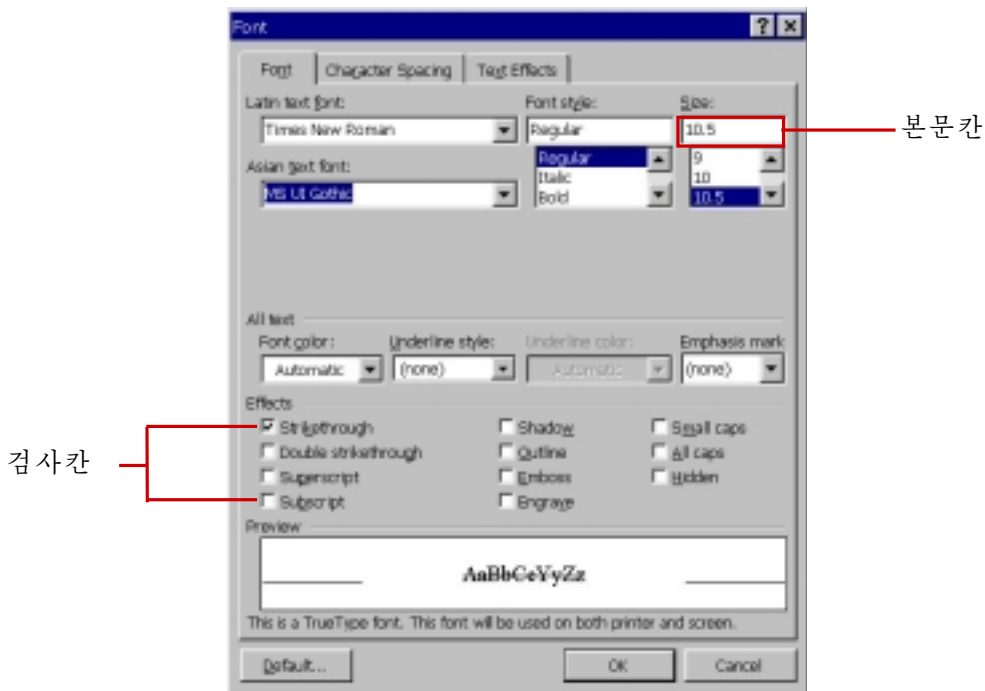 Font
? ×
Font Character Spacing Text Effects
Latin text font: Font style: Size:
Times New Roman Regular 10.5
본문칸
Asian text font:
MS UI Gothic
Regular
Italic
Bold
9
10
10.5
All text
Font color: Underline style: Underline color: Emphasis mark
Automatic (none) Automatic (none)
Effects
Strikethrough Shadow Small caps
Double strikethrough Outline All caps
Superscript Emboss Hidden
Subscript Engrave
검사칸
Preview
AaBbCcYyZz
This is a TrueType font. This font will be used on both printer and screen.
Default... OK Cancel